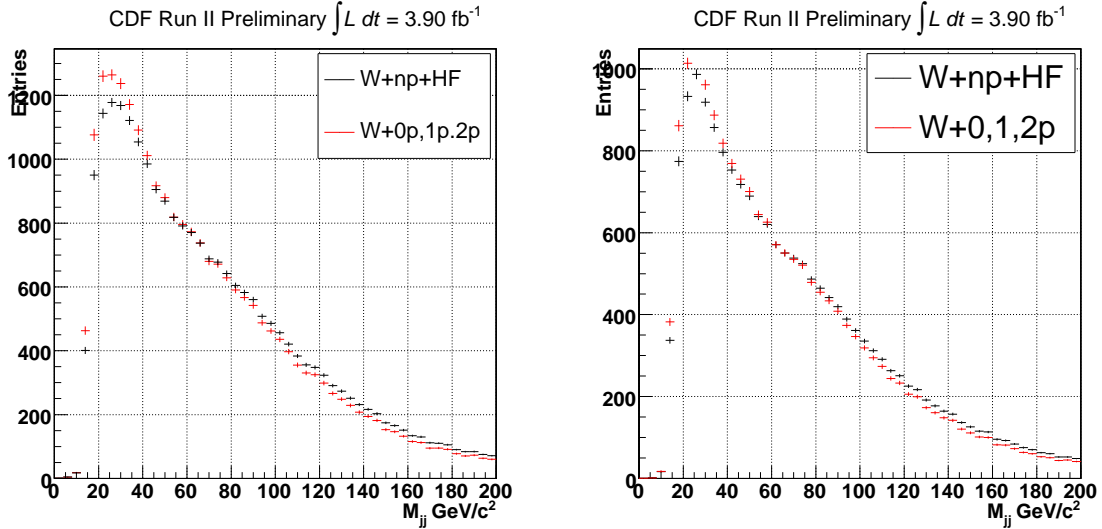 CDF Run II Preliminary ∫L dt = 3.90 fb⁻¹
Entries
W+np+HF
W+0p,1p.2p
1200
1000
800
600
400
200
0
0 20 40 60 80 100 120 140 160 180 200
M_jj GeV/c²
CDF Run II Preliminary ∫L dt = 3.90 fb⁻¹
Entries
W+np+HF
W+0,1,2p
1000
800
600
400
200
0
0 20 40 60 80 100 120 140 160 180 200
M_jj GeV/c²